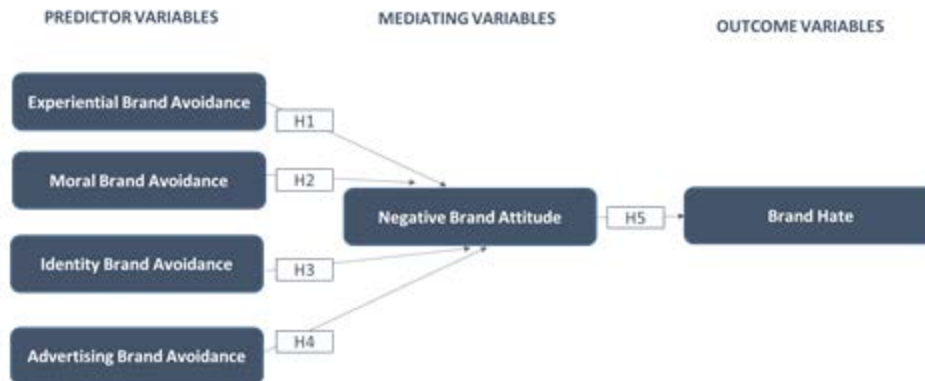 PREDICTOR VARIABLES
MEDIATING VARIABLES
OUTCOME VARIABLES
Experiential Brand Avoidance
H1
Moral Brand Avoidance
H2
Negative Brand Attitude
H5
Brand Hate
Identity Brand Avoidance
H3
Advertising Brand Avoidance
H4